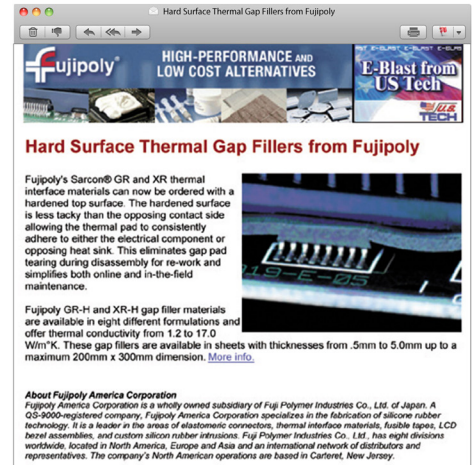 Hard Surface Thermal Gap Fillers from Fujipoly
Fujipoly
HIGH-PERFORMANCE AND
LOW COST ALTERNATIVES
E-Blast from
US Tech
U.S.
TECH
Hard Surface Thermal Gap Fillers from Fujipoly
Fujipoly's Sarcon® GR and XR thermal
interface materials can now be ordered with a
hardened top surface. The hardened surface
is less tacky than the opposing contact side
allowing the thermal pad to consistently
adhere to either the electrical component or
opposing heat sink. This eliminates gap pad
tearing during disassembly for re-work and
simplifies both online and in-the-field
maintenance.
19-E-05
Fujipoly GR-H and XR-H gap filler materials
are available in eight different formulations and
offer thermal conductivity from 1.2 to 17.0
W/m°K. These gap fillers are available in sheets with thicknesses from .5mm to 5.0mm up to a
maximum 200mm x 300mm dimension. More info.
About Fujipoly America Corporation
Fujipoly America Corporation is a wholly owned subsidiary of Fuji Polymer Industries Co., Ltd. of Japan. A
QS-9000-registered company, Fujipoly America Corporation specializes in the fabrication of silicone rubber
technology. It is a leader in the areas of elastomeric connectors, thermal interface materials, fusible tapes, LCD
bezel assemblies, and custom silicon rubber intrusions. Fuji Polymer Industries Co., Ltd., has eight divisions
worldwide, located in North America, Europe and Asia and an international network of distributors and
representatives. The company's North American operations are based in Carteret, New Jersey.